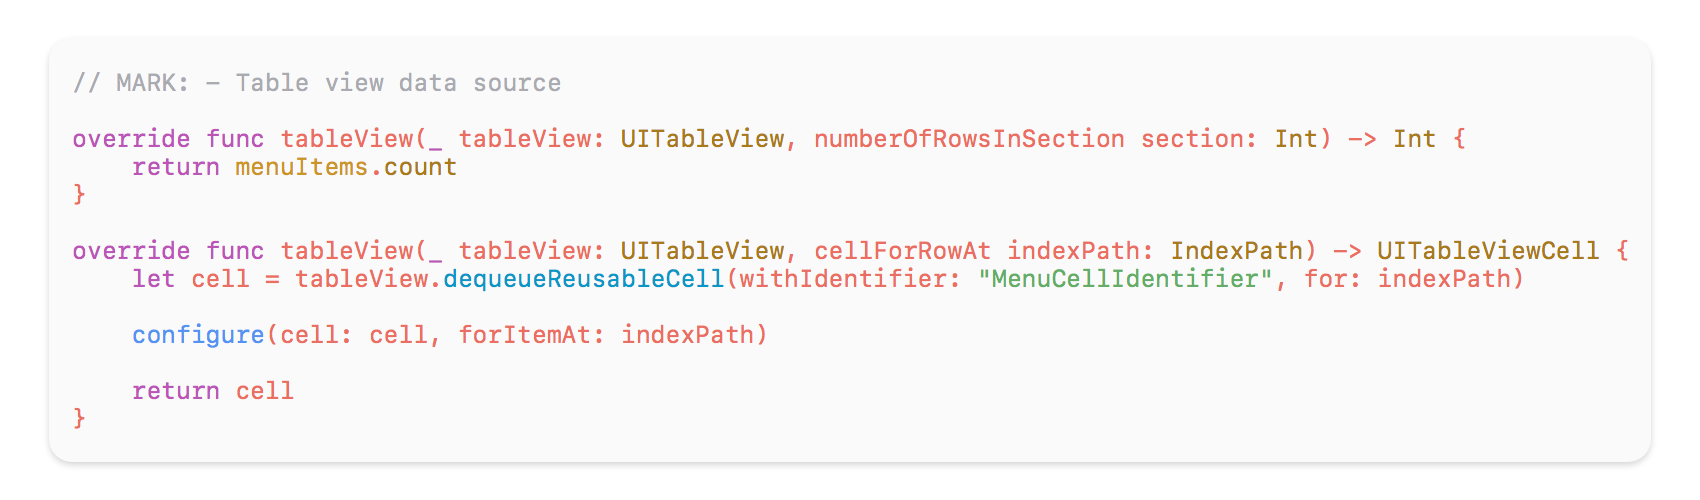 // MARK: - Table view data source
override func tableView(_ tableView: UITableView, numberOfRowsInSection section: Int) -> Int {
    return menuItems.count
}
override func tableView(_ tableView: UITableView, cellForRowAt indexPath: IndexPath) -> UITableViewCell {
    let cell = tableView.dequeueReusableCell(withIdentifier: "MenuCellIdentifier", for: indexPath)
    configure(cell: cell, forItemAt: indexPath)
    return cell
}